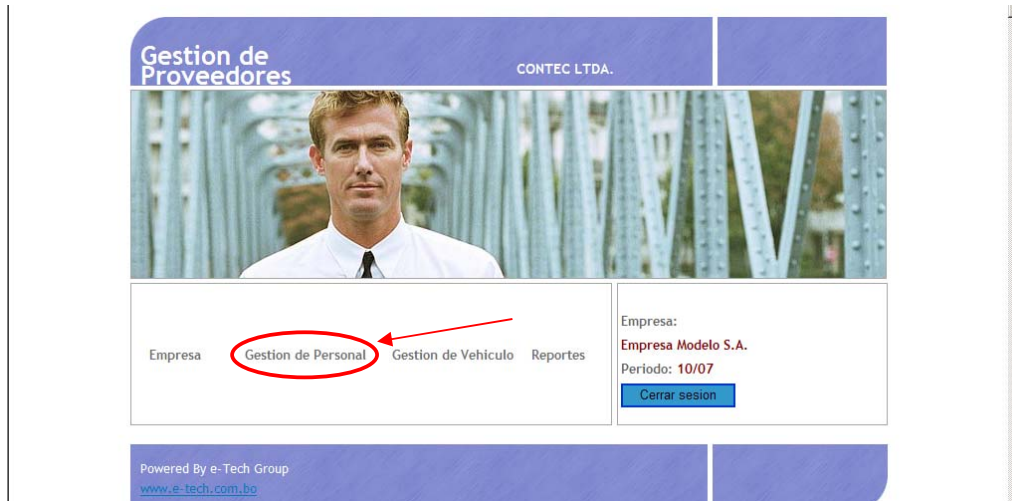 Gestion de
Proveedores
CONTEC LTDA.
Empresa
Gestion de Personal
Gestion de Vehiculo
Reportes
Empresa:
Empresa Modelo S.A.
Periodo: 10/07
Cerrar sesion
Powered By e-Tech Group
www.e-tech.com.bo